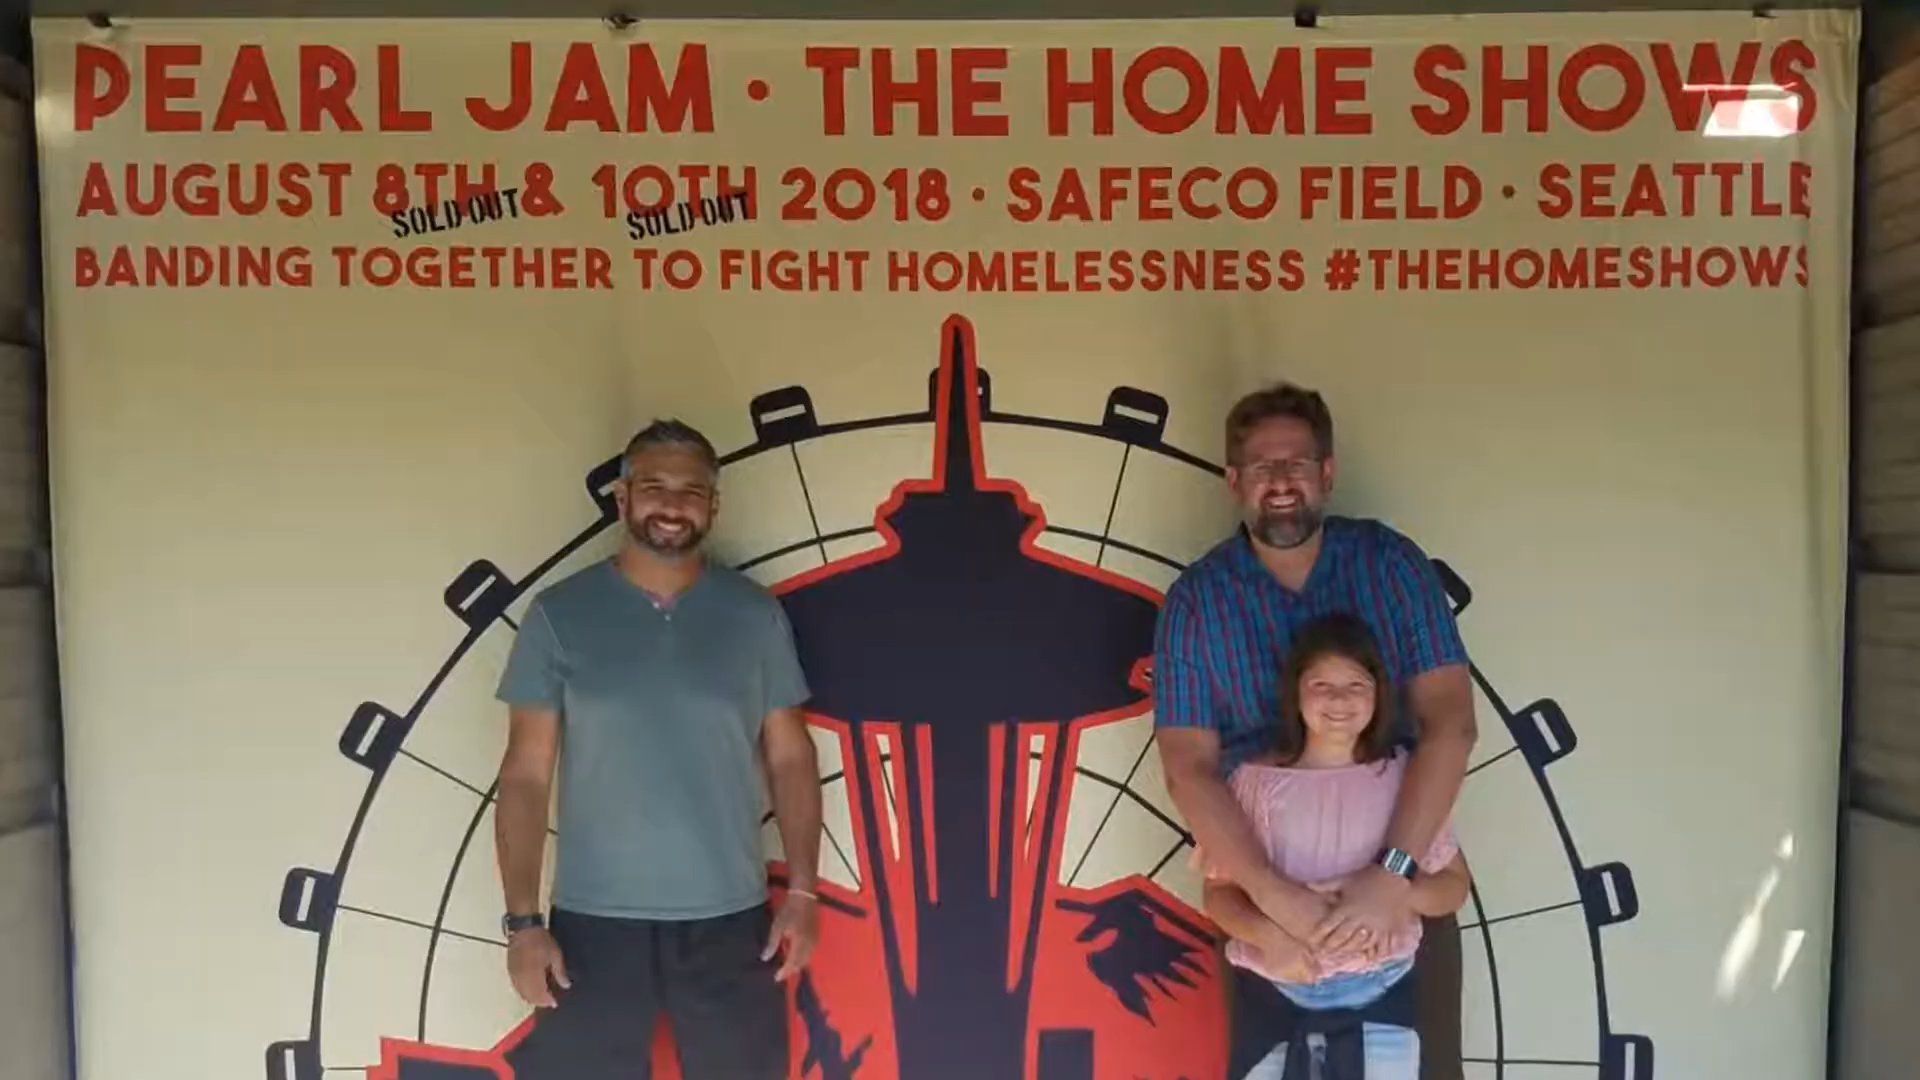 PEARL JAM · THE HOME SHOWS
AUGUST 8TH & 10TH 2018 · SAFECO FIELD · SEATTLE
SOLD OUT SOLD OUT
BANDING TOGETHER TO FIGHT HOMELESSNESS #THEHOMESHOWS